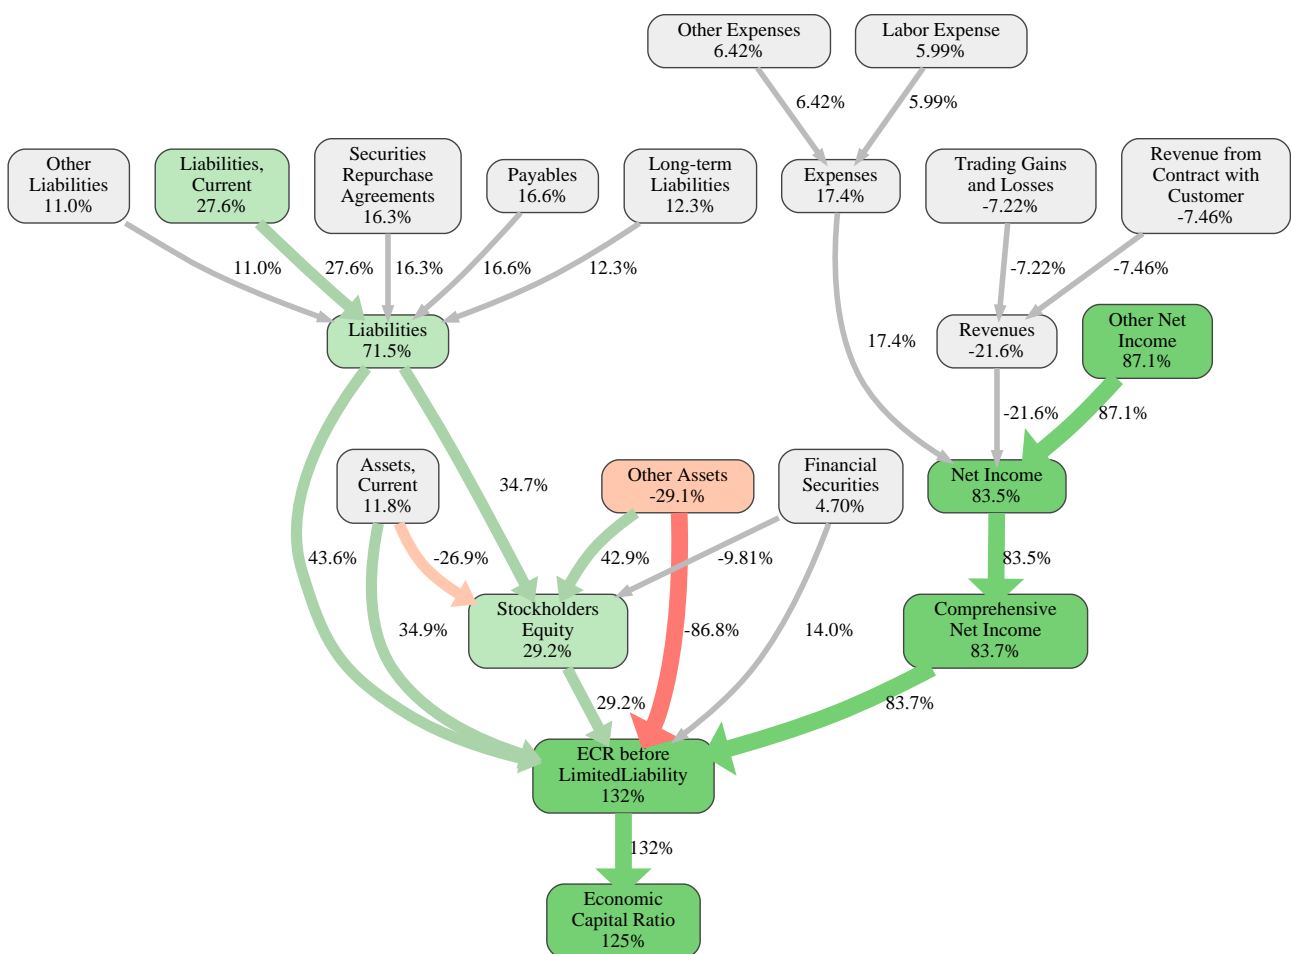 Other Expenses
6.42%
Labor Expense
5.99%
6.42%
5.99%
Other
Liabilities
11.0%
Liabilities,
Current
27.6%
Securities
Repurchase
Agreements
16.3%
Payables
16.6%
Long-term
Liabilities
12.3%
Expenses
17.4%
Trading Gains
and Losses
-7.22%
Revenue from
Contract with
Customer
-7.46%
11.0%
27.6%
16.3%
16.6%
12.3%
-7.22%
-7.46%
Liabilities
71.5%
17.4%
Revenues
-21.6%
Other Net
Income
87.1%
-21.6%
87.1%
Assets,
Current
11.8%
34.7%
Other Assets
-29.1%
Financial
Securities
4.70%
Net Income
83.5%
43.6%
-26.9%
42.9%
-9.81%
83.5%
34.9%
Stockholders
Equity
29.2%
-86.8%
14.0%
Comprehensive
Net Income
83.7%
29.2%
83.7%
ECR before
LimitedLiability
132%
132%
Economic
Capital Ratio
125%